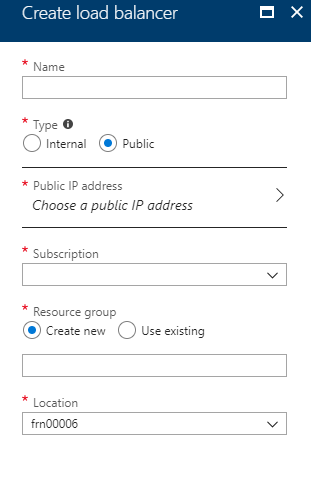 Create load balancer
* Name
* Type
Internal Public
* Public IP address
Choose a public IP address
* Subscription
* Resource group
Create new Use existing
* Location
frn00006